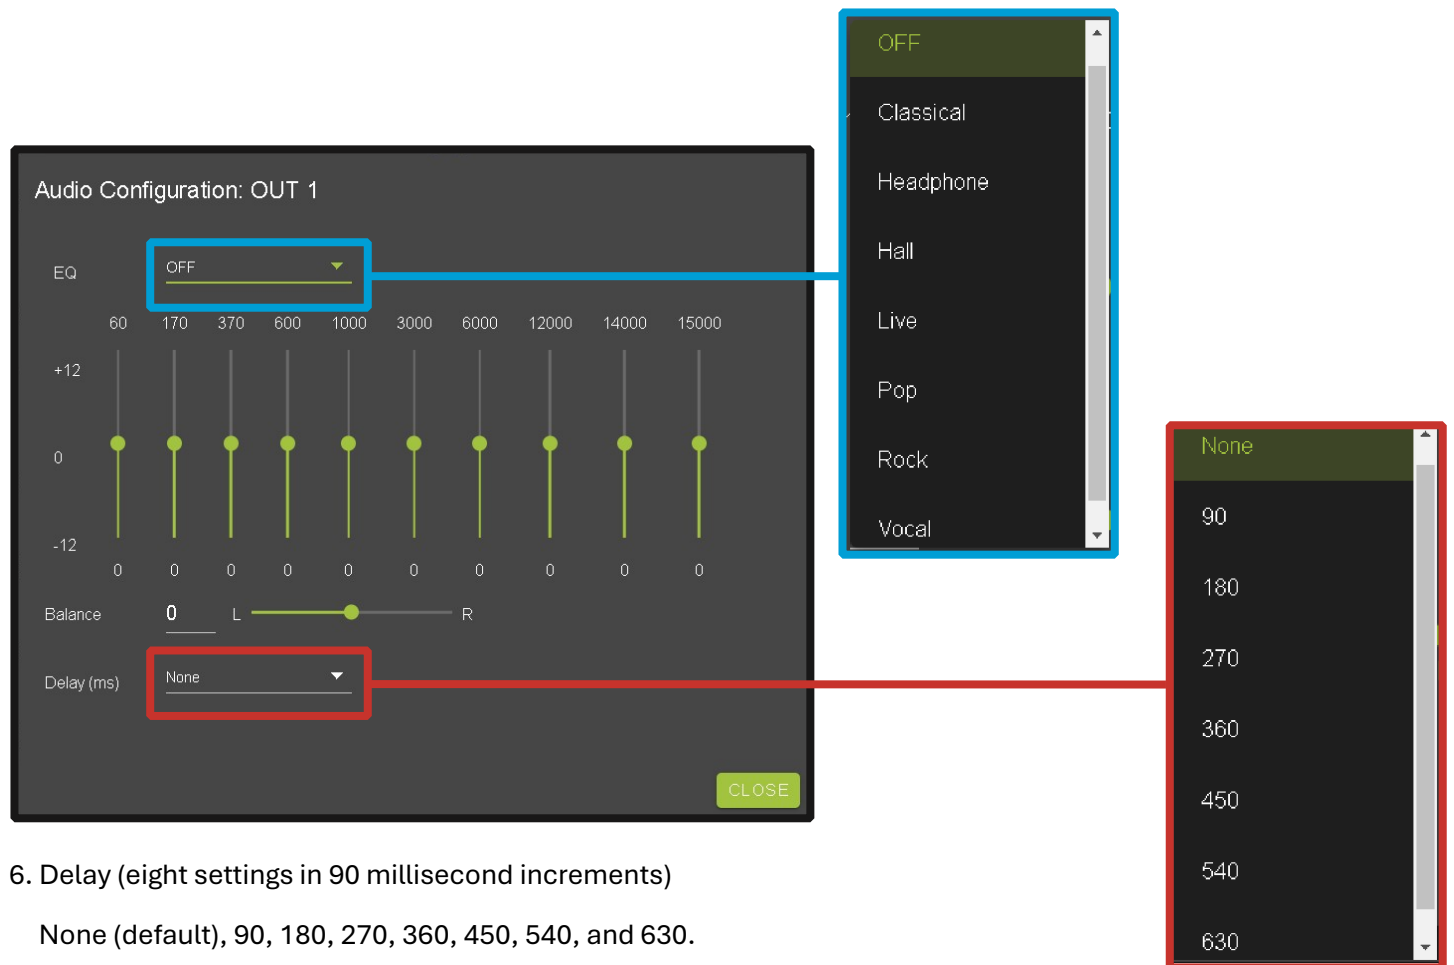 Audio Configuration: OUT 1
EQ
OFF
60 170 370 600 1000 3000 6000 12000 14000 15000
+12
0
-12
0 0 0 0 0 0 0 0 0 0
Balance 0 L R
Delay (ms) None
CLOSE
OFF
Classical
Headphone
Hall
Live
Pop
Rock
Vocal
None
90
180
270
360
450
540
630
6. Delay (eight settings in 90 millisecond increments)
None (default), 90, 180, 270, 360, 450, 540, and 630.